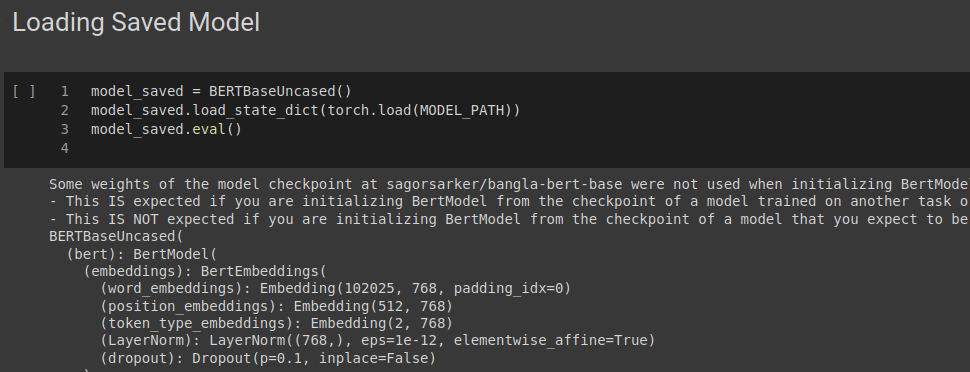 Loading Saved Model
[ ] 1 model_saved = BERTBaseUncased()
2 model_saved.load_state_dict(torch.load(MODEL_PATH))
3 model_saved.eval()
4
Some weights of the model checkpoint at sagorsarker/bangla-bert-base were not used when initializing BertMode
- This IS expected if you are initializing BertModel from the checkpoint of a model trained on another task o
- This IS NOT expected if you are initializing BertModel from the checkpoint of a model that you expect to be
BERTBaseUncased(
(bert): BertModel(
(embeddings): BertEmbeddings(
(word_embeddings): Embedding(102025, 768, padding_idx=0)
(position_embeddings): Embedding(512, 768)
(token_type_embeddings): Embedding(2, 768)
(LayerNorm): LayerNorm((768,), eps=1e-12, elementwise_affine=True)
(dropout): Dropout(p=0.1, inplace=False)